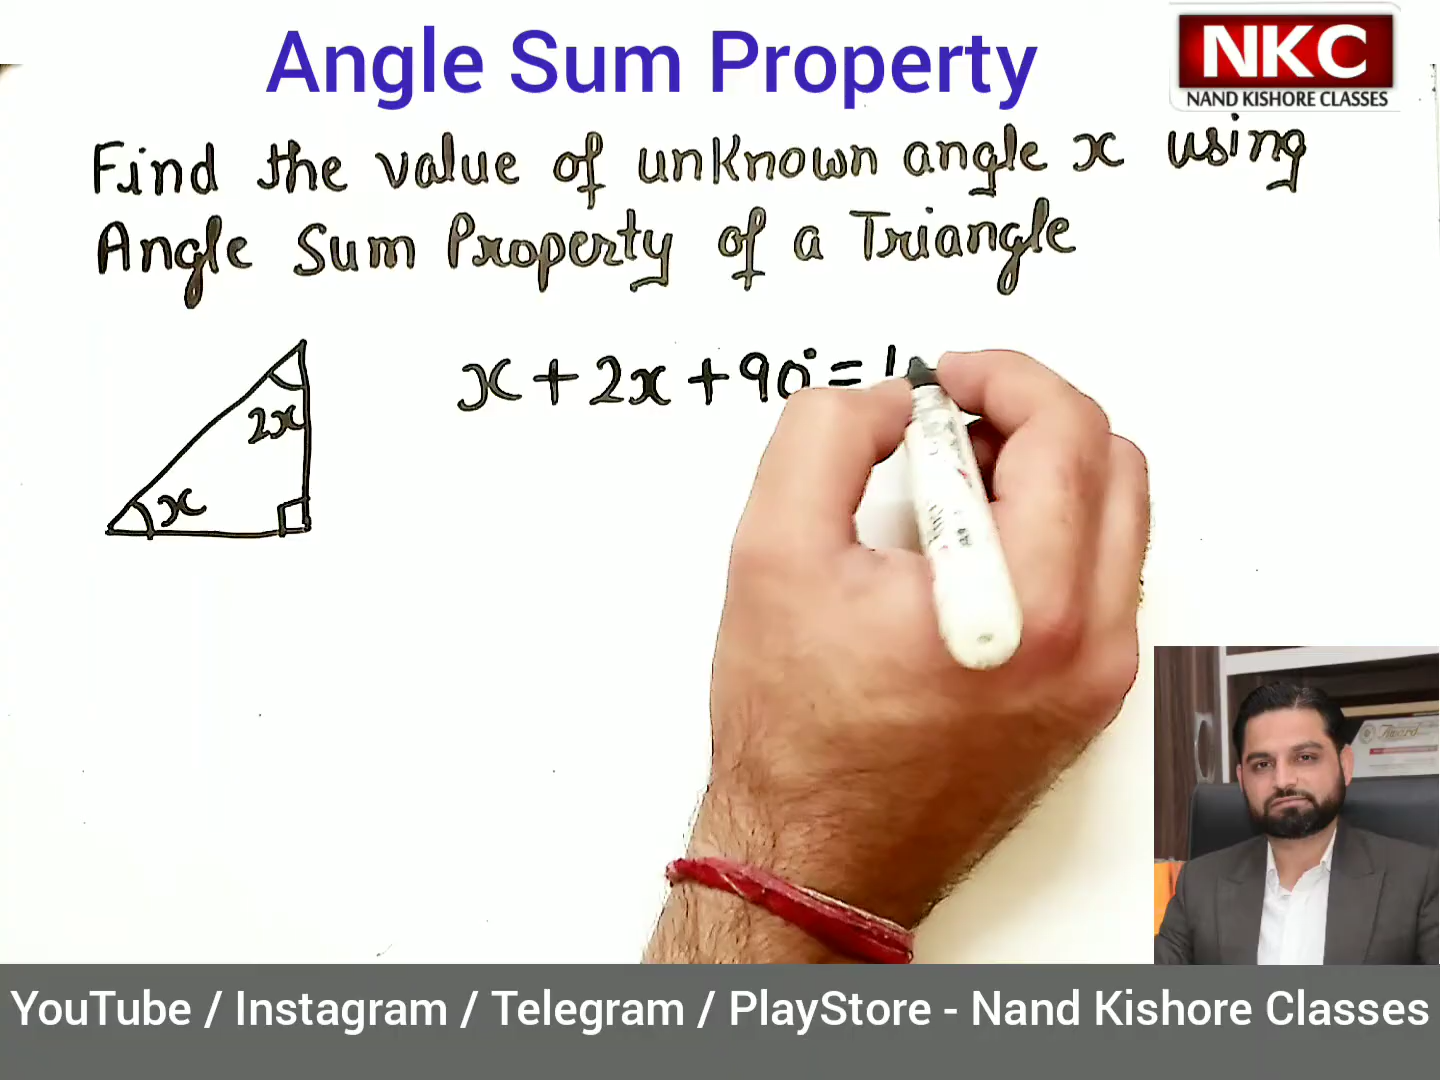 Angle Sum Property
NKC
NAND KISHORE CLASSES
Find the value of unknown angle x using
Angle Sum Property of a Triangle
x + 2x + 90° = 1
2x
x
YouTube / Instagram / Telegram / PlayStore - Nand Kishore Classes